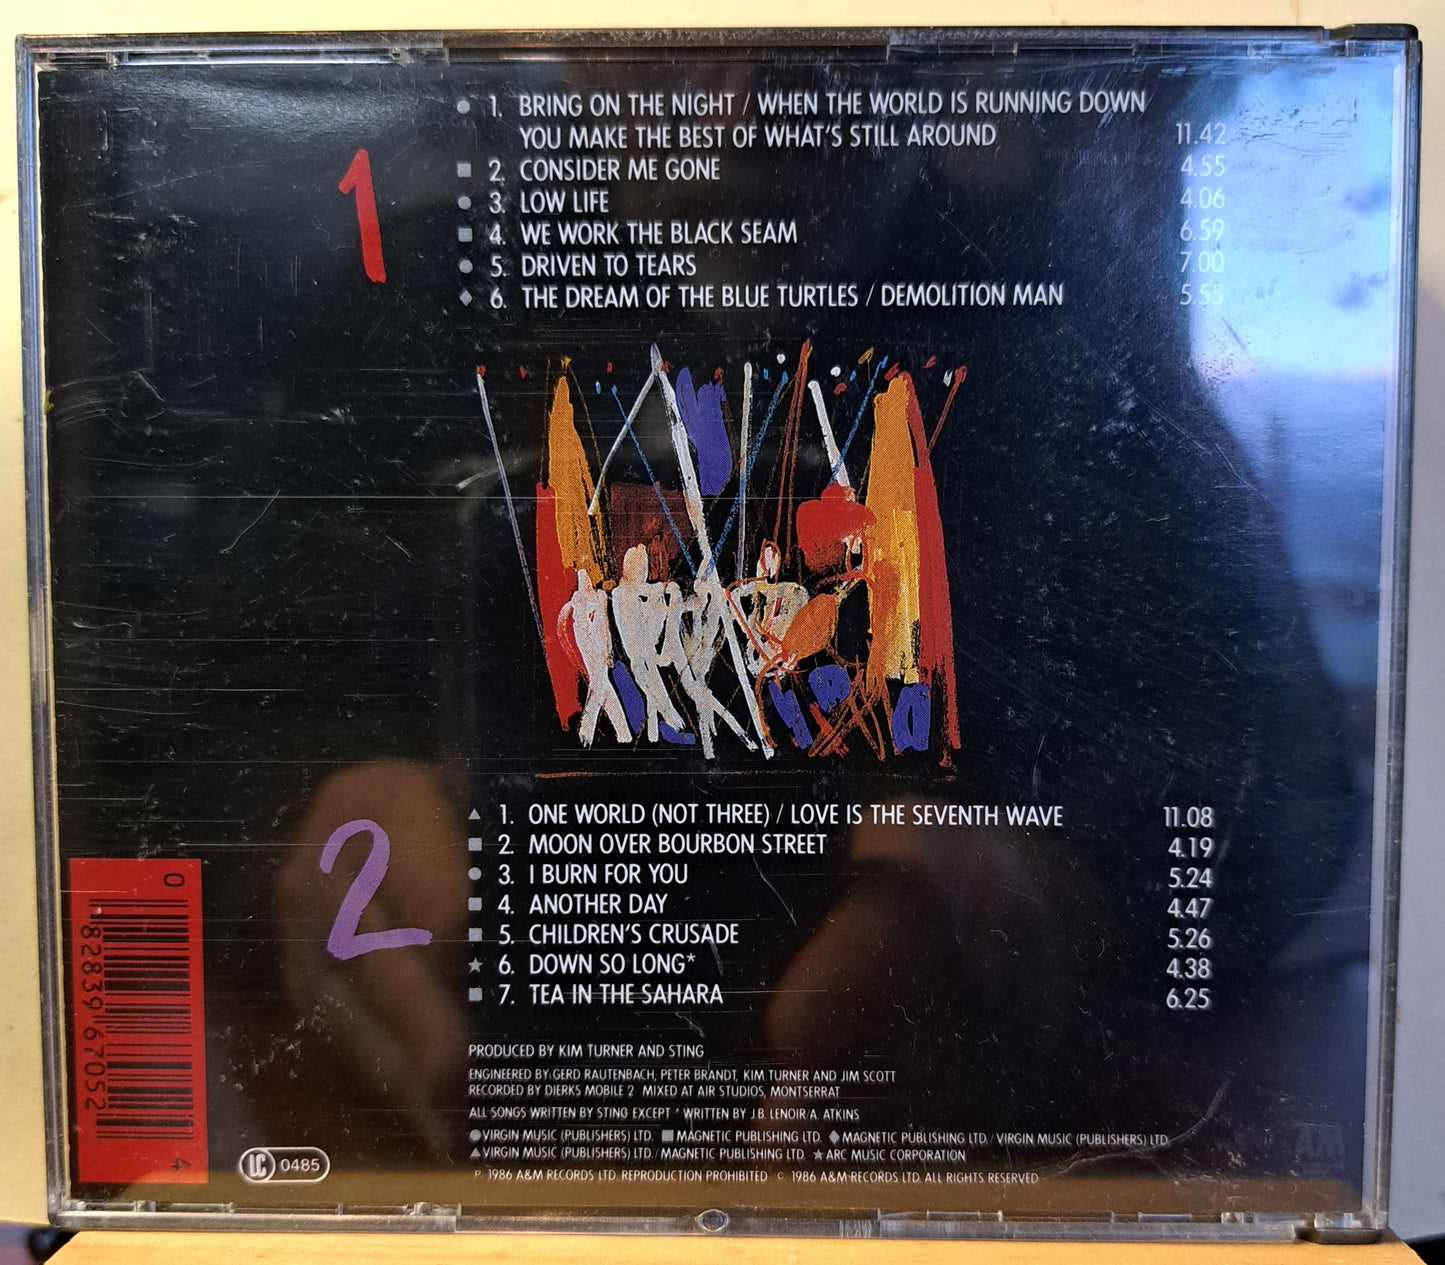 1
1. BRING ON THE NIGHT / WHEN THE WORLD IS RUNNING DOWN
YOU MAKE THE BEST OF WHAT'S STILL AROUND 11.42
2. CONSIDER ME GONE 4.55
3. LOW LIFE 4.06
4. WE WORK THE BLACK SEAM 6.59
5. DRIVEN TO TEARS 7.00
6. THE DREAM OF THE BLUE TURTLES / DEMOLITION MAN 5.55
2
1. ONE WORLD (NOT THREE) / LOVE IS THE SEVENTH WAVE 11.08
2. MOON OVER BOURBON STREET 4.19
3. I BURN FOR YOU 5.24
4. ANOTHER DAY 4.47
5. CHILDREN'S CRUSADE 5.26
6. DOWN SO LONG* 4.38
7. TEA IN THE SAHARA 6.25
PRODUCED BY KIM TURNER AND STING
ENGINEERED BY GERD RAUTENBACH, PETER BRANDT, KIM TURNER AND JIM SCOTT
RECORDED BY DIERKS MOBILE 2 MIXED AT AIR STUDIOS, MONTSERRAT
ALL SONGS WRITTEN BY STING EXCEPT * WRITTEN BY J.B. LENOIR/A. ATKINS
● VIRGIN MUSIC (PUBLISHERS) LTD. ■ MAGNETIC PUBLISHING LTD. ◆ MAGNETIC PUBLISHING LTD./VIRGIN MUSIC (PUBLISHERS) LTD.
▲ VIRGIN MUSIC (PUBLISHERS) LTD./MAGNETIC PUBLISHING LTD. ★ ARC MUSIC CORPORATION
℗ 1986 A&M RECORDS LTD. REPRODUCTION PROHIBITED © 1986 A&M RECORDS LTD. ALL RIGHTS RESERVED
LC 0485
0 82839 67052 4
AM